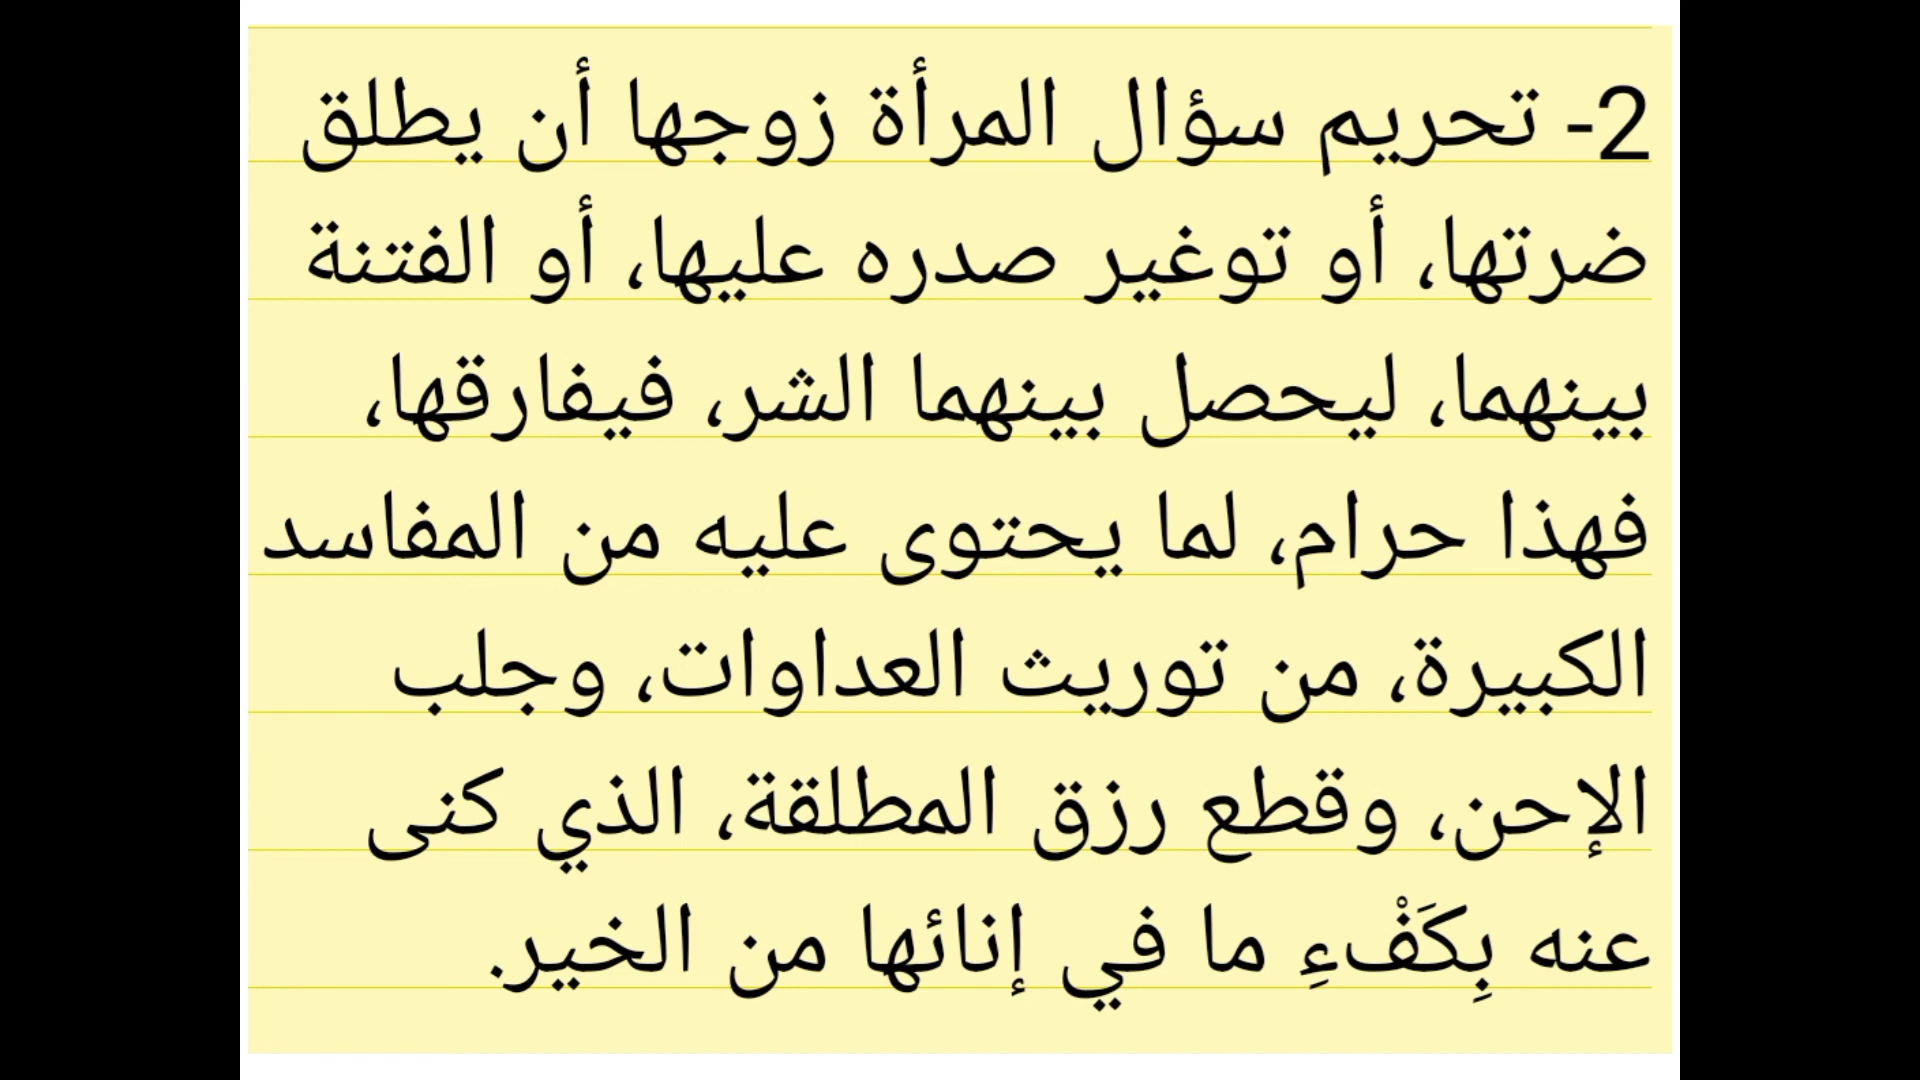 2- تحريم سؤال المرأة زوجها أن يطلق
ضرتها، أو توغير صدره عليها، أو الفتنة
بينهما، ليحصل بينهما الشر، فيفارقها،
فهذا حرام، لما يحتوى عليه من المفاسد
الكبيرة، من توريث العداوات، وجلب
الإحن، وقطع رزق المطلقة، الذي كنى
عنه بِكَفْءِ ما في إنائها من الخير.